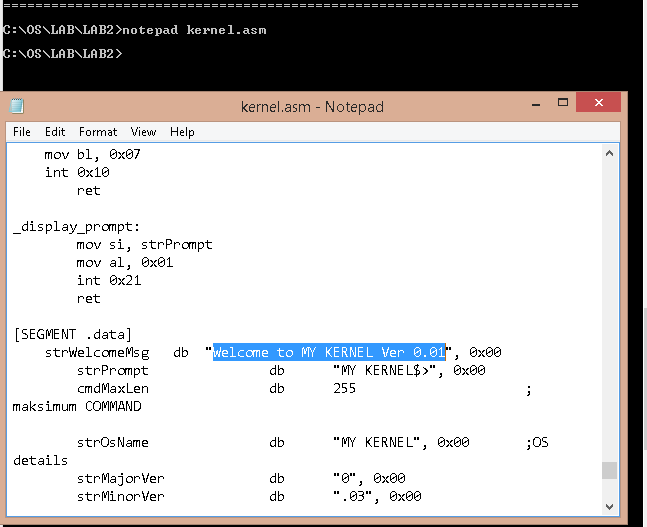 ================================================================================
C:\OS\LAB\LAB2>notepad kernel.asm
C:\OS\LAB\LAB2>
kernel.asm - Notepad
File Edit Format View Help
mov bl, 0x07
int 0x10
ret
_display_prompt:
mov si, strPrompt
mov al, 0x01
int 0x21
ret
[SEGMENT .data]
strWelcomeMsg db "Welcome to MY KERNEL Ver 0.01", 0x00
strPrompt db "MY KERNEL$>", 0x00
cmdMaxLen db 255 ;
maksimum COMMAND
strOsName db "MY KERNEL", 0x00 ;OS
details
strMajorVer db "0", 0x00
strMinorVer db ".03", 0x00